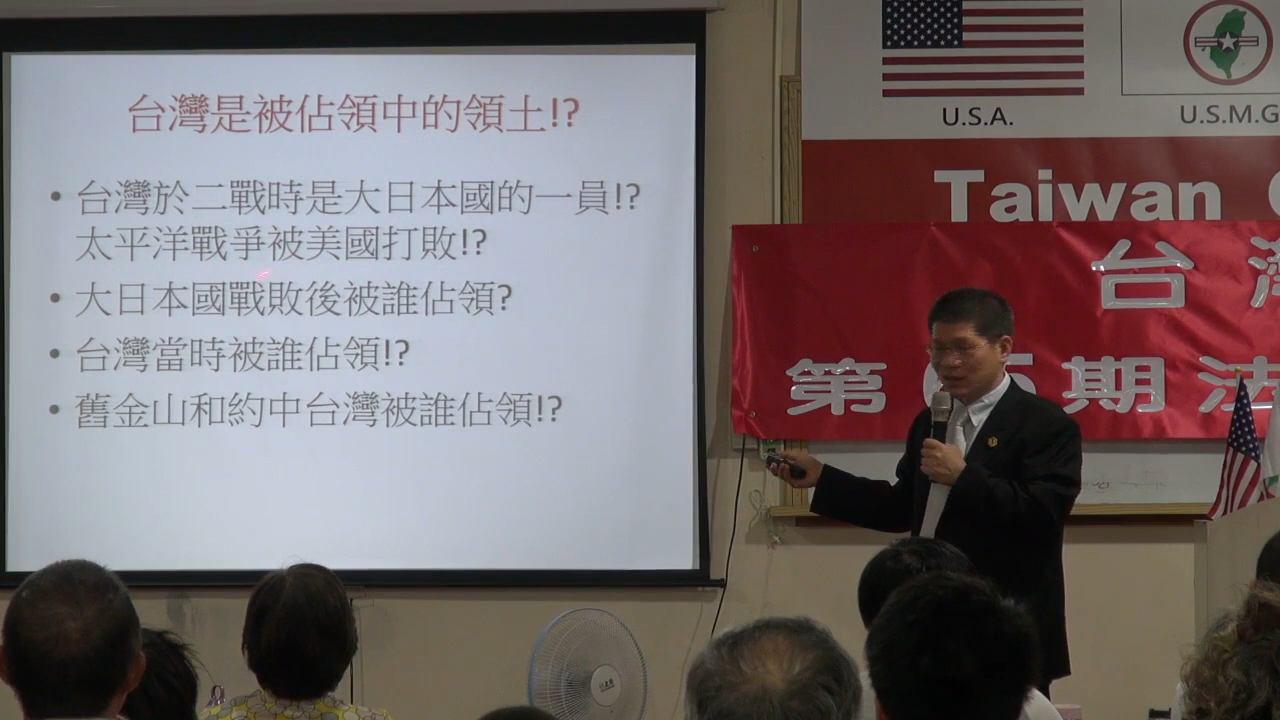 台灣是被佔領中的領土!?
• 台灣於二戰時是大日本國的一員!?
太平洋戰爭被美國打敗!?
• 大日本國戰敗後被誰佔領?
• 台灣當時被誰佔領!?
• 舊金山和約中台灣被誰佔領!?
U.S.A.
U.S.M.G
Taiwan
台
第 期 法